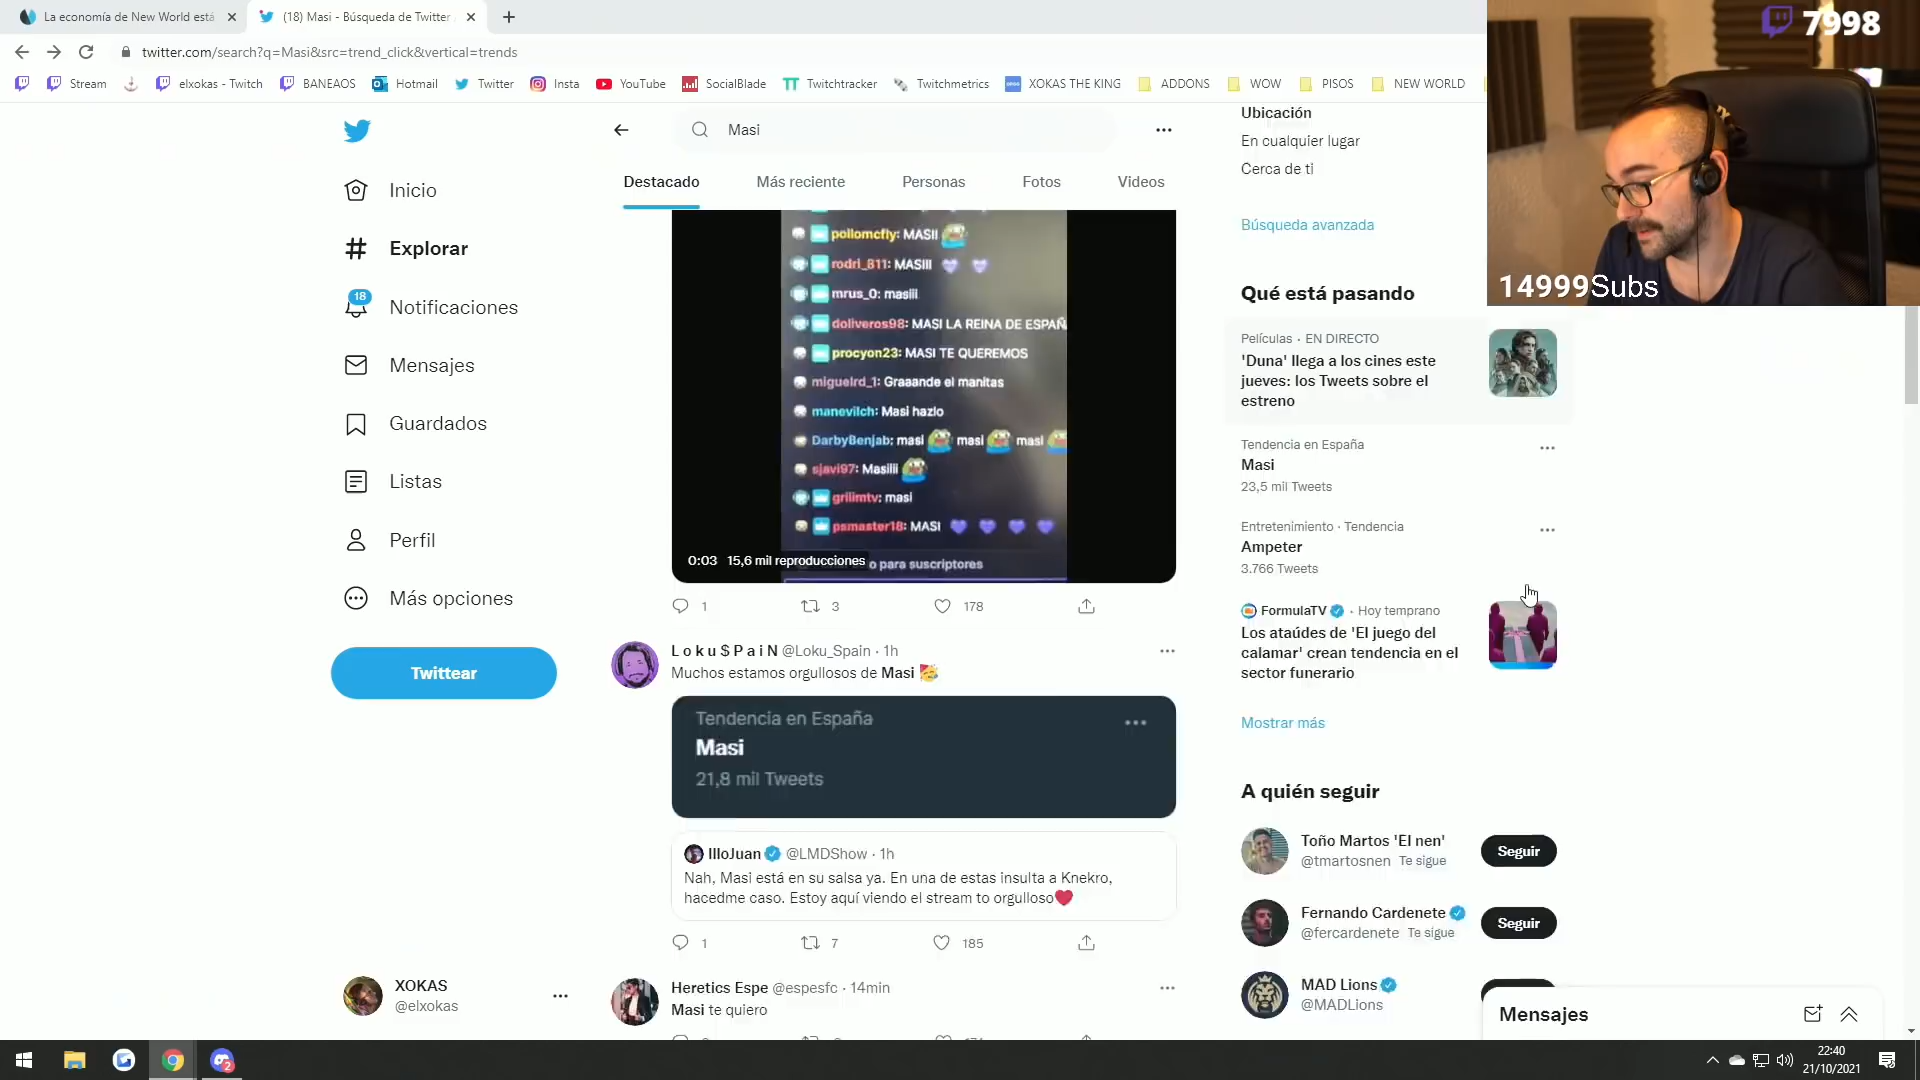 La economía de New World está
(18) Masi - Búsqueda de Twitter
twitter.com/search?q=Masi&src=trend_click&vertical=trends
Stream
elxokas - Twitch
BANEAOS
Hotmail
Twitter
Insta
YouTube
SocialBlade
Twitchtracker
Twitchmetrics
XOKAS THE KING
ADDONS
WOW
PISOS
NEW WORLD
7998
14999Subs
Inicio
Explorar
18
Notificaciones
Mensajes
Guardados
Listas
Perfil
Más opciones
Twittear
XOKAS
@elxokas
Masi
Destacado
Más reciente
Personas
Fotos
Videos
pollomcfly: MASII
rodri_811: MASIII
mrus_0: masiii
doliveros98: MASI LA REINA DE ESPAÑ
procyon23: MASI TE QUEREMOS
miguelrd_1: Graaande el manitas
manevilch: Masi hazlo
DarbyBenjab: masi masi masi
sjavi97: Masiiii
grilimtv: masi
psmaster18: MASI
0:03 15,6 mil reproducciones
o para suscriptores
1
3
178
Loku$PaiN @Loku_Spain · 1h
Muchos estamos orgullosos de Masi 🥳
Tendencia en España
Masi
21,8 mil Tweets
IlloJuan @LMDShow · 1h
Nah, Masi está en su salsa ya. En una de estas insulta a Knekro,
hacedme caso. Estoy aquí viendo el stream to orgulloso❤️
1
7
185
Heretics Espe @espesfc · 14min
Masi te quiero
Ubicación
En cualquier lugar
Cerca de ti
Búsqueda avanzada
Qué está pasando
Películas · EN DIRECTO
'Duna' llega a los cines este
jueves: los Tweets sobre el
estreno
Tendencia en España
Masi
23,5 mil Tweets
Entretenimiento · Tendencia
Ampeter
3.766 Tweets
FormulaTV · Hoy temprano
Los ataúdes de 'El juego del
calamar' crean tendencia en el
sector funerario
Mostrar más
A quién seguir
Toño Martos 'El nen'
@tmartosnen Te sigue
Seguir
Fernando Cardenete
@fercardenete Te sigue
Seguir
MAD Lions
@MADLions
Mensajes
2
22:40
21/10/2021